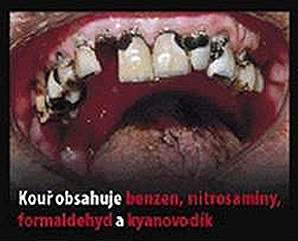 Kouř obsahuje benzen, nitrosaminy,
formaldehyd a kyanovodík